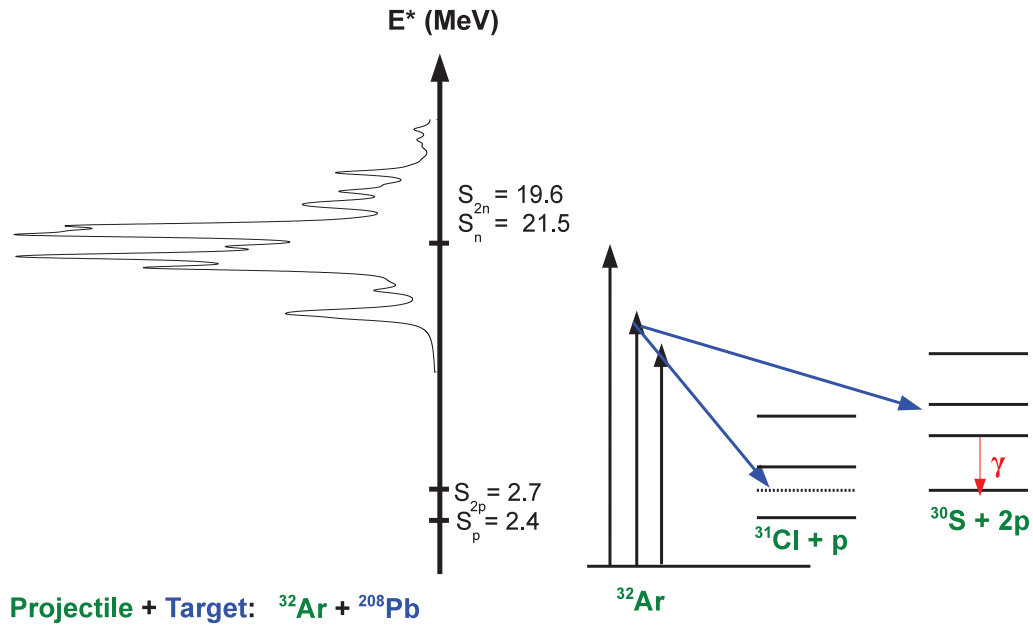 E* (MeV)
S₂ₙ = 19.6
Sₙ = 21.5
S₂ₚ = 2.7
Sₚ = 2.4
γ
³¹Cl + p
³⁰S + 2p
³²Ar
Projectile + Target: ³²Ar + ²⁰⁸Pb